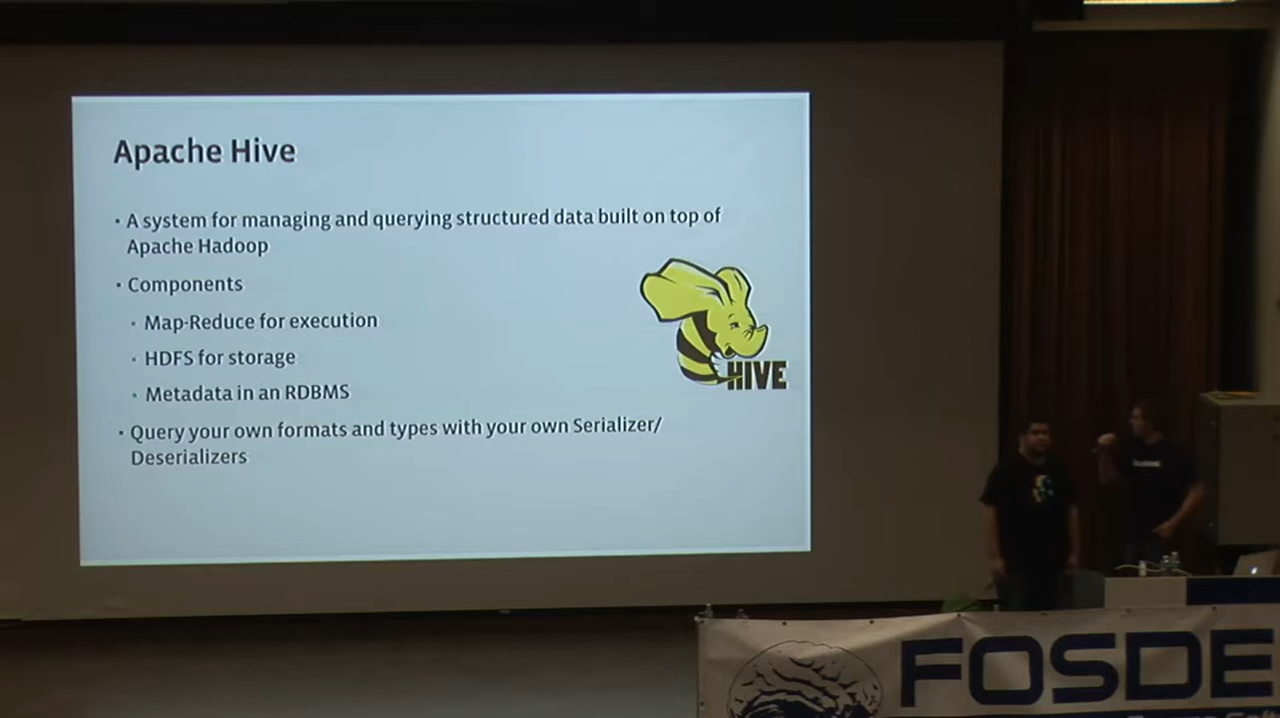 Apache Hive
· A system for managing and querying structured data built on top of
Apache Hadoop
· Components
· Map-Reduce for execution
· HDFS for storage
· Metadata in an RDBMS
· Query your own formats and types with your own Serializer/
Deserializers
HIVE
FOSDE